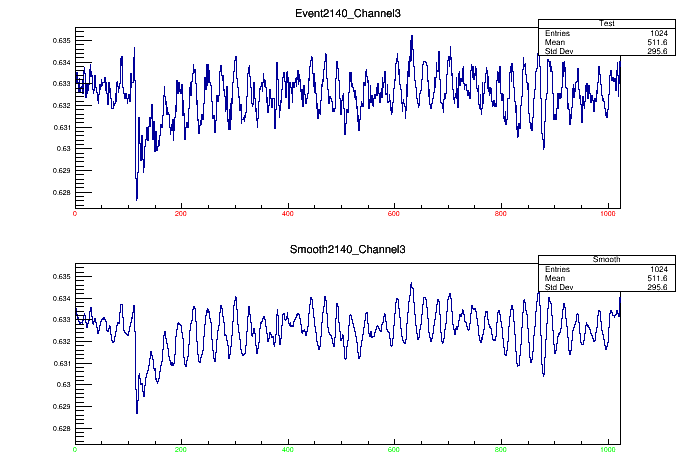 Event2140_Channel3
Test
Entries 1024
Mean 511.6
Std Dev 295.6
0.635
0.634
0.633
0.632
0.631
0.63
0.629
0.628
0 200 400 600 800 1000
Smooth2140_Channel3
Smooth
Entries 1024
Mean 511.6
Std Dev 295.6
0.635
0.634
0.633
0.632
0.631
0.63
0.629
0.628
0 200 400 600 800 1000